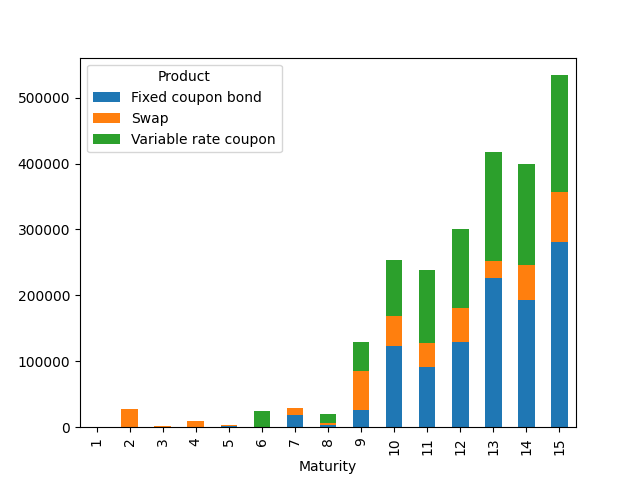 Product
Fixed coupon bond
Swap
Variable rate coupon
500000
400000
300000
200000
100000
0
1 2 3 4 5 6 7 8 9 10 11 12 13 14 15
Maturity